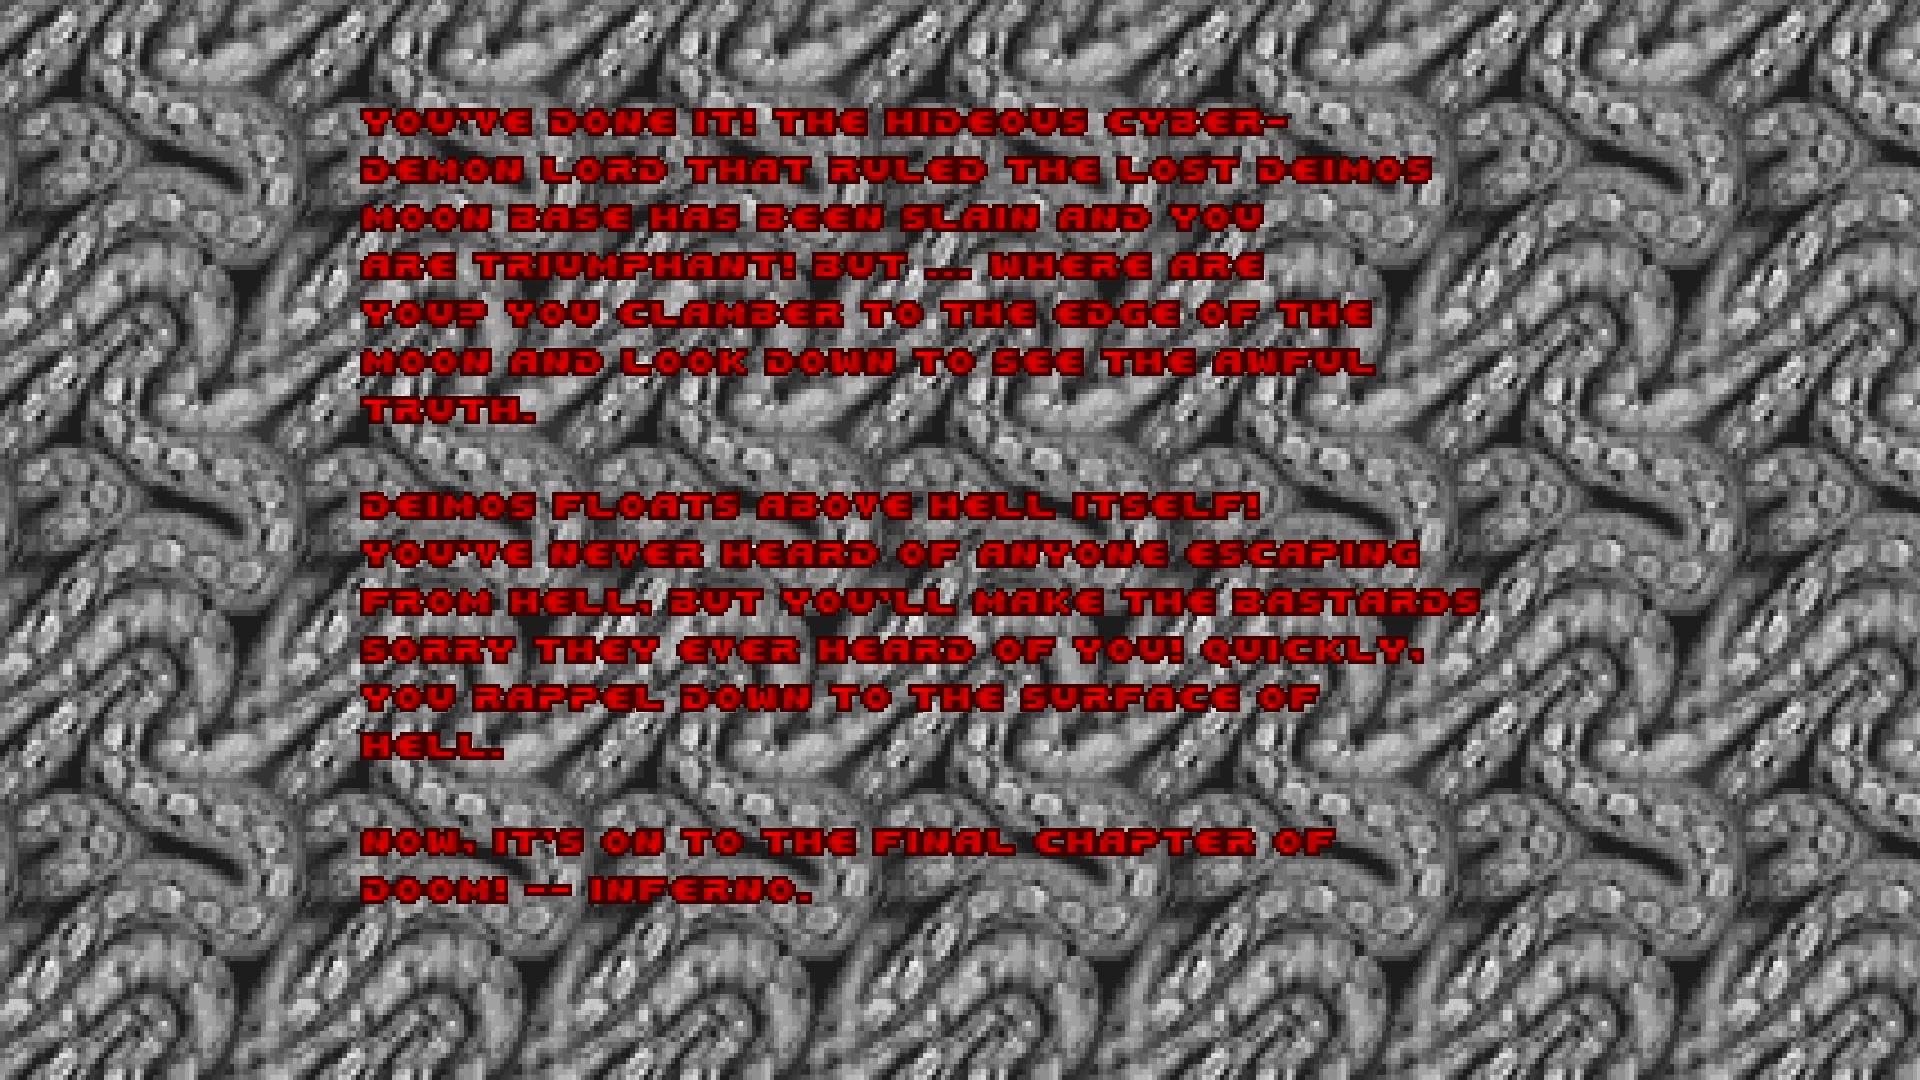 YOU'VE DONE IT! THE HIDEOUS CYBER-
DEMON LORD THAT RULED THE LOST DEIMOS
MOON BASE HAS BEEN SLAIN AND YOU
ARE TRIUMPHANT! BUT ... WHERE ARE
YOU? YOU CLAMBER TO THE EDGE OF THE
MOON AND LOOK DOWN TO SEE THE AWFUL
TRUTH.
DEIMOS FLOATS ABOVE HELL ITSELF!
YOU'VE NEVER HEARD OF ANYONE ESCAPING
FROM HELL, BUT YOU'LL MAKE THE BASTARDS
SORRY THEY EVER HEARD OF YOU! QUICKLY,
YOU RAPPEL DOWN TO THE SURFACE OF
HELL.
NOW, IT'S ON TO THE FINAL CHAPTER OF
DOOM! -- INFERNO.